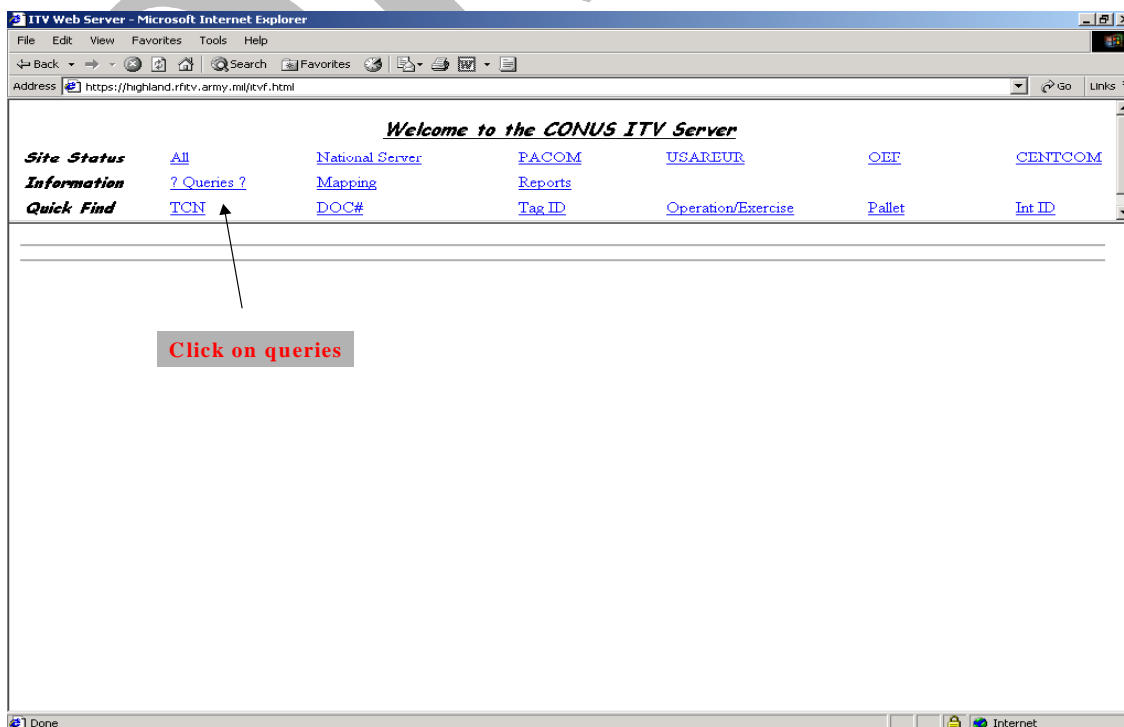 ITV Web Server - Microsoft Internet Explorer
File Edit View Favorites Tools Help
Back Search Favorites
Address https://highland.rfitv.army.mil/itvf.html Go Links
Welcome to the CONUS ITV Server
Site Status All National Server PACOM USAREUR OEF CENTCOM
Information ? Queries ? Mapping Reports
Quick Find TCN DOC# Tag ID Operation/Exercise Pallet Int ID
Click on queries
Done Internet